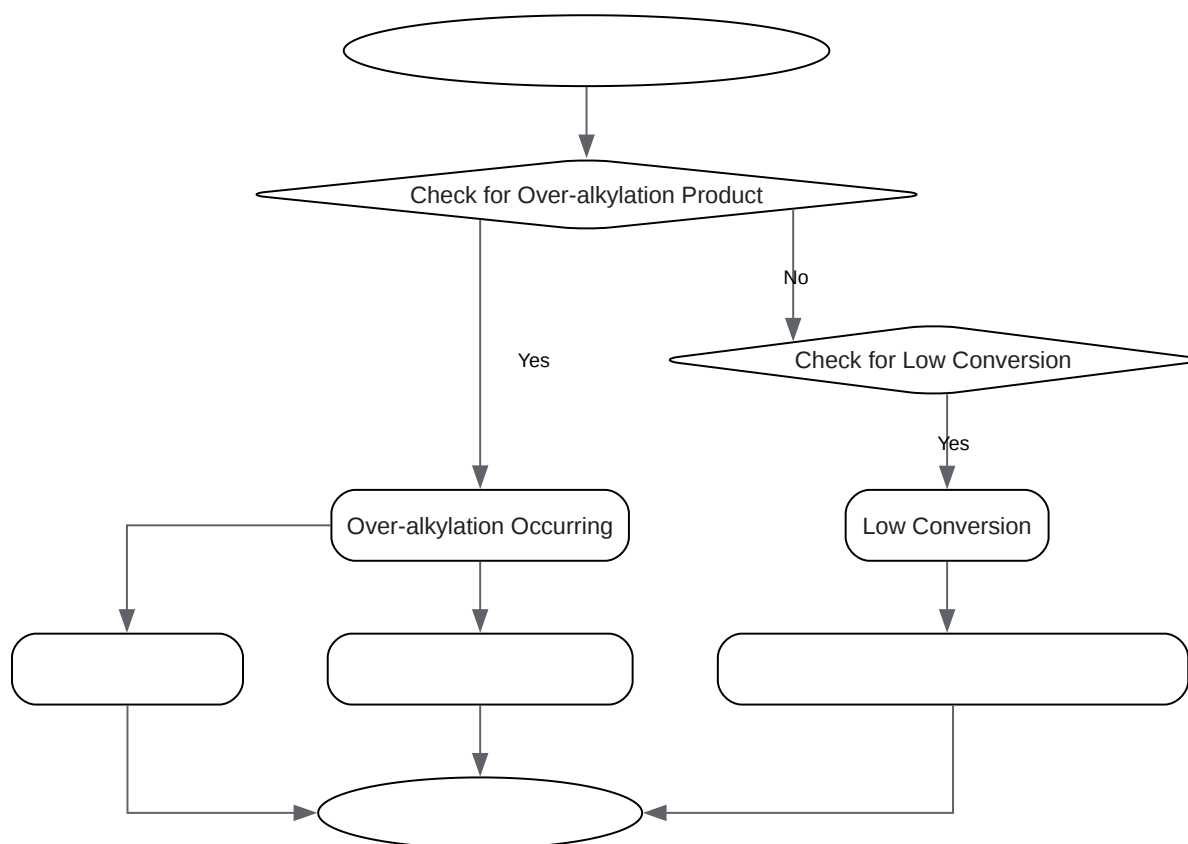 Check for Over-alkylation Product
No
Check for Low Conversion
Yes
Yes
Over-alkylation Occurring
Low Conversion